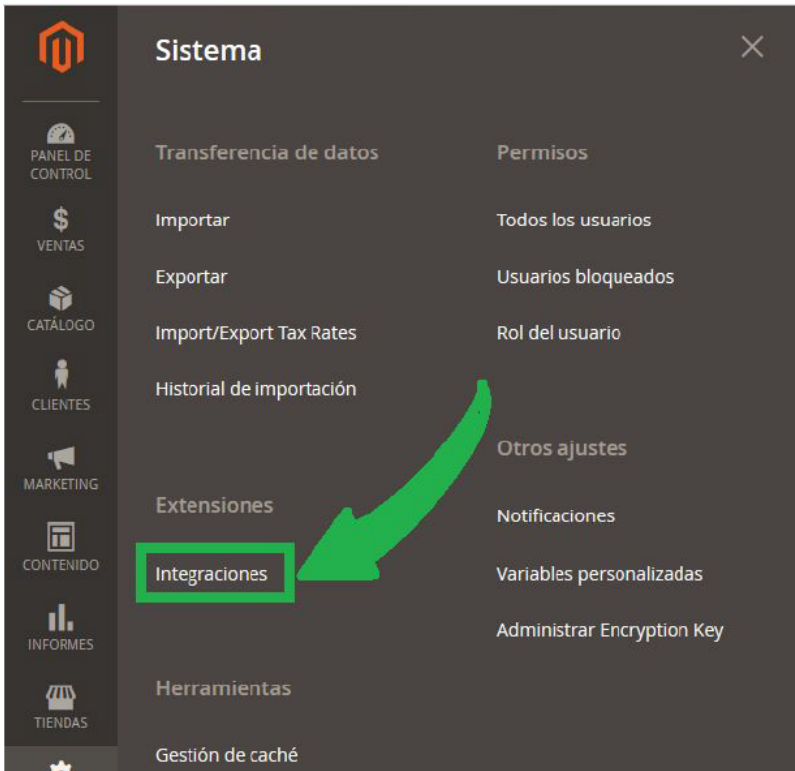 Sistema
PANEL DE
CONTROL
VENTAS
CATÁLOGO
CLIENTES
MARKETING
CONTENIDO
INFORMES
TIENDAS
Transferencia de datos
Importar
Exportar
Import/Export Tax Rates
Historial de importación
Extensiones
Integraciones
Herramientas
Gestión de caché
Permisos
Todos los usuarios
Usuarios bloqueados
Rol del usuario
Otros ajustes
Notificaciones
Variables personalizadas
Administrar Encryption Key